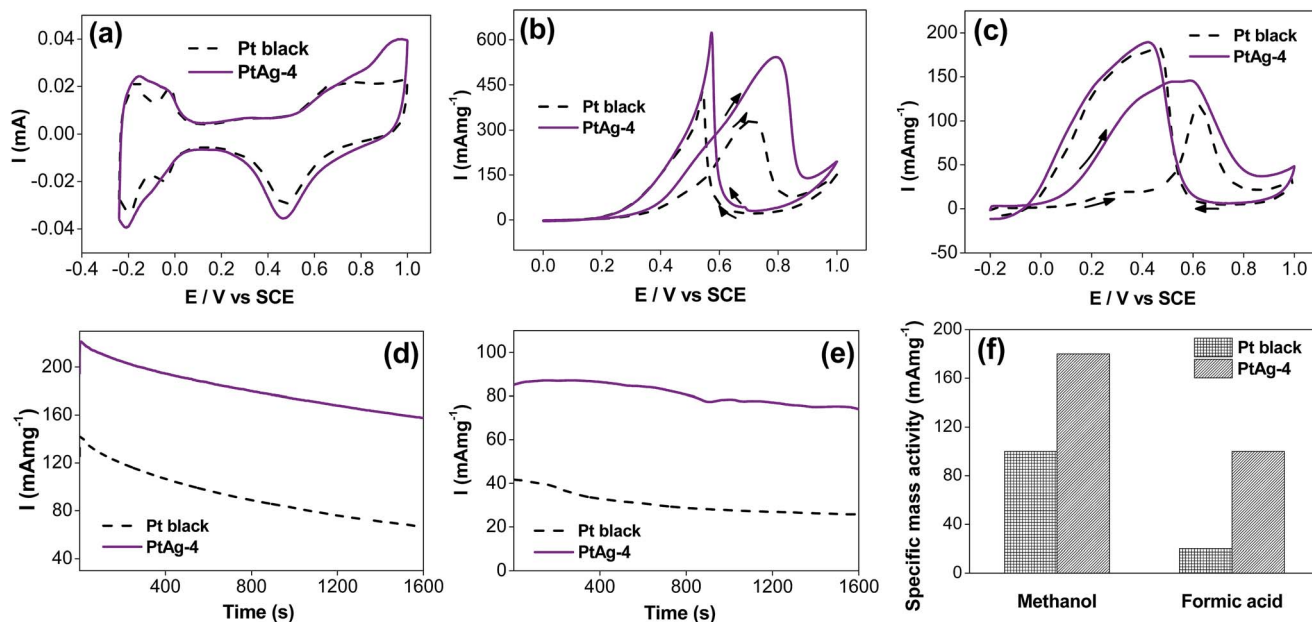 (a)
Pt black
PtAg-4
0.04
0.02
0.00
-0.02
-0.04
I (mA)
-0.4 -0.2 0.0 0.2 0.4 0.6 0.8 1.0
E / V vs SCE
(b)
Pt black
PtAg-4
600
450
300
150
0
I (mAmg-1)
0.0 0.2 0.4 0.6 0.8 1.0
E / V vs SCE
(c)
Pt black
PtAg-4
200
150
100
50
0
-50
I (mAmg-1)
-0.2 0.0 0.2 0.4 0.6 0.8 1.0
E / V vs SCE
(d)
200
160
120
80
40
I (mAmg-1)
Pt black
PtAg-4
400 800 1200 1600
Time (s)
(e)
100
80
60
40
20
0
I (mAmg-1)
Pt black
PtAg-4
400 800 1200 1600
Time (s)
(f)
Pt black
PtAg-4
200
160
120
80
40
0
Specific mass activity (mAmg-1)
Methanol Formic acid